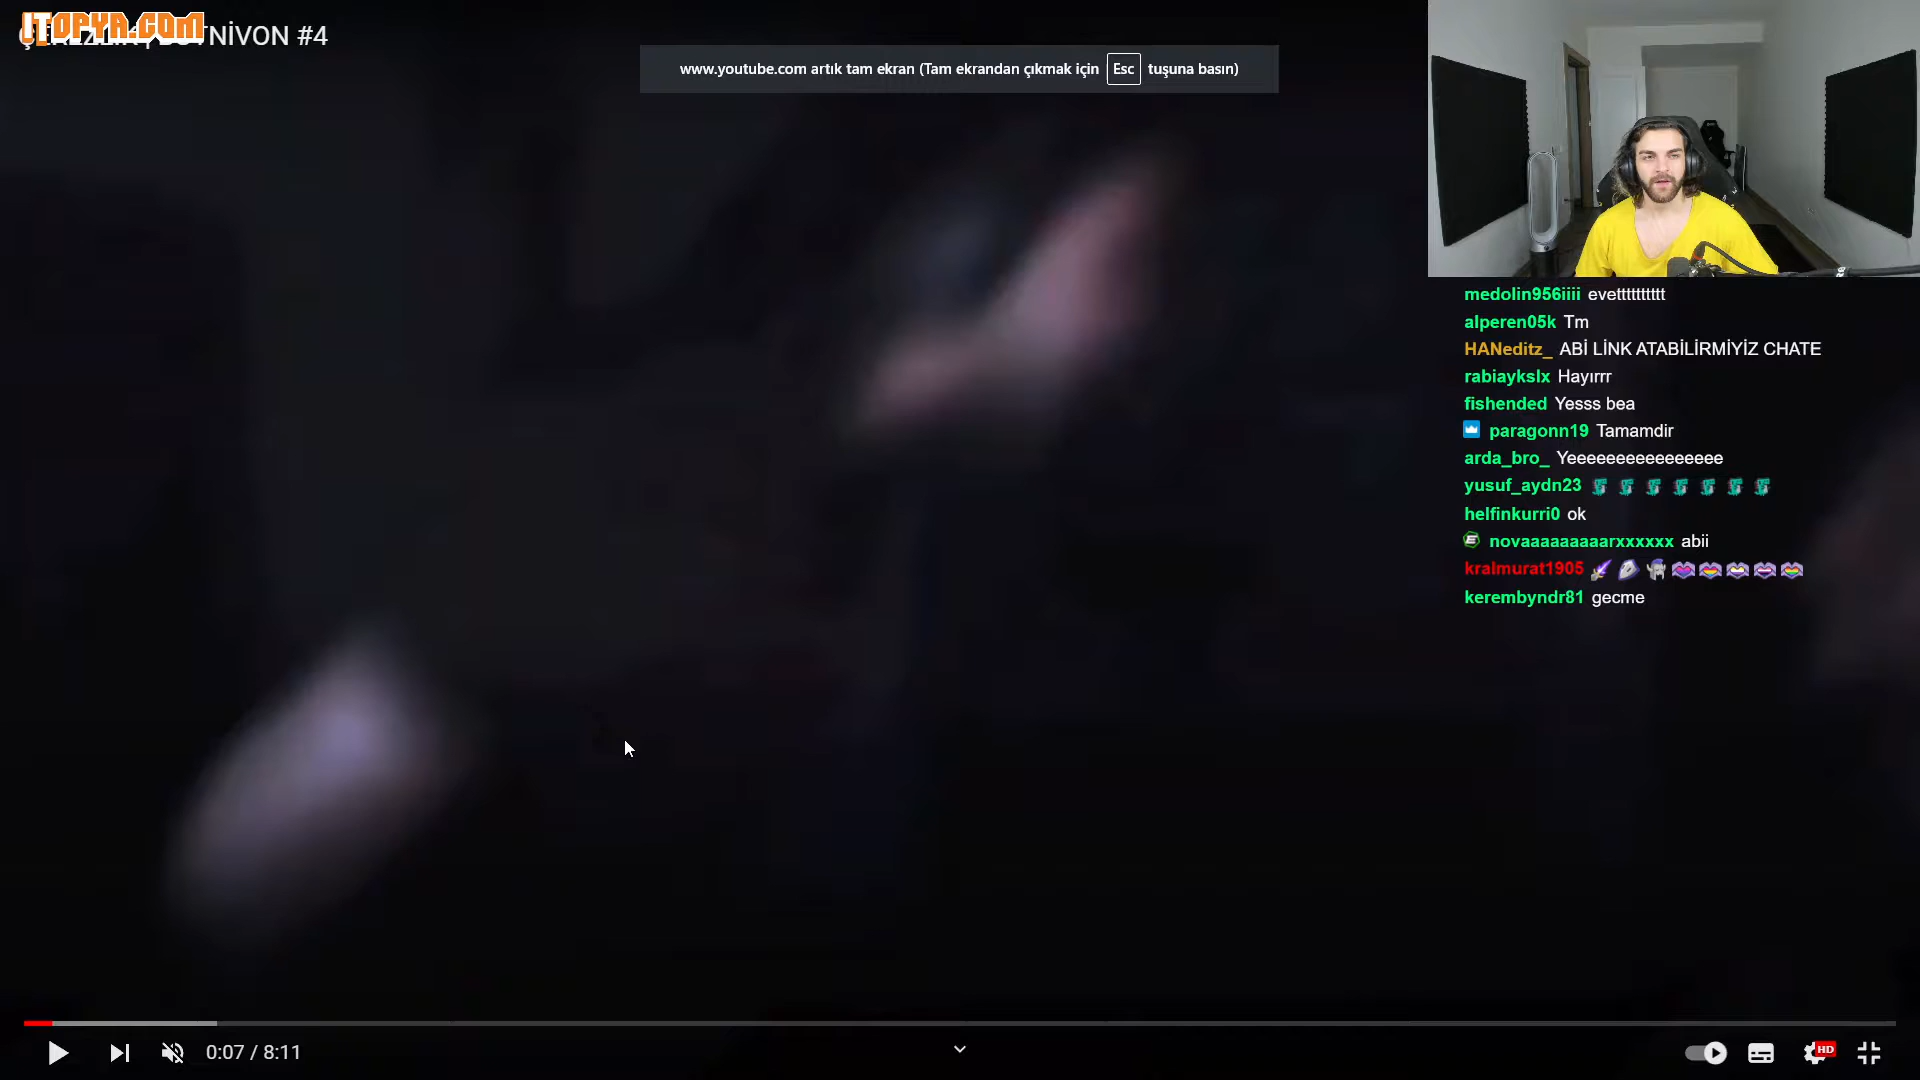 iTOPYA.COM
NİVON #4
www.youtube.com artık tam ekran (Tam ekrandan çıkmak için Esc tuşuna basın)
medolin956iiii evetttttttttt
alperen05k Tm
HANeditz_ ABİ LİNK ATABİLİRMİYİZ CHATE
rabiaykslx Hayırrr
fishended Yesss bea
paragonn19 Tamamdir
arda_bro_ Yeeeeeeeeeeeeeeee
yusuf_aydn23
helfinkurri0 ok
novaaaaaaaaarxxxxxx abii
kralmurat1905
kerembyndr81 gecme
0:07 / 8:11
HD